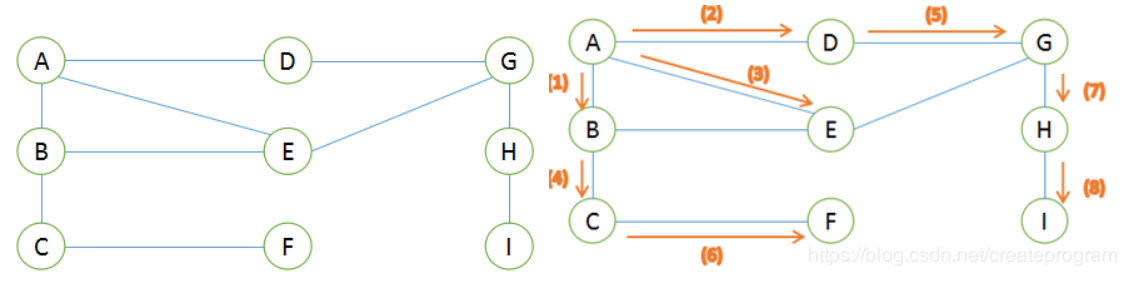 A D G
B E H
C F I
(2) (5)
A D G
(1) (3) (7)
B E H
(4) (8)
C F I
(6)
https://blog.csdn.net/createprogram